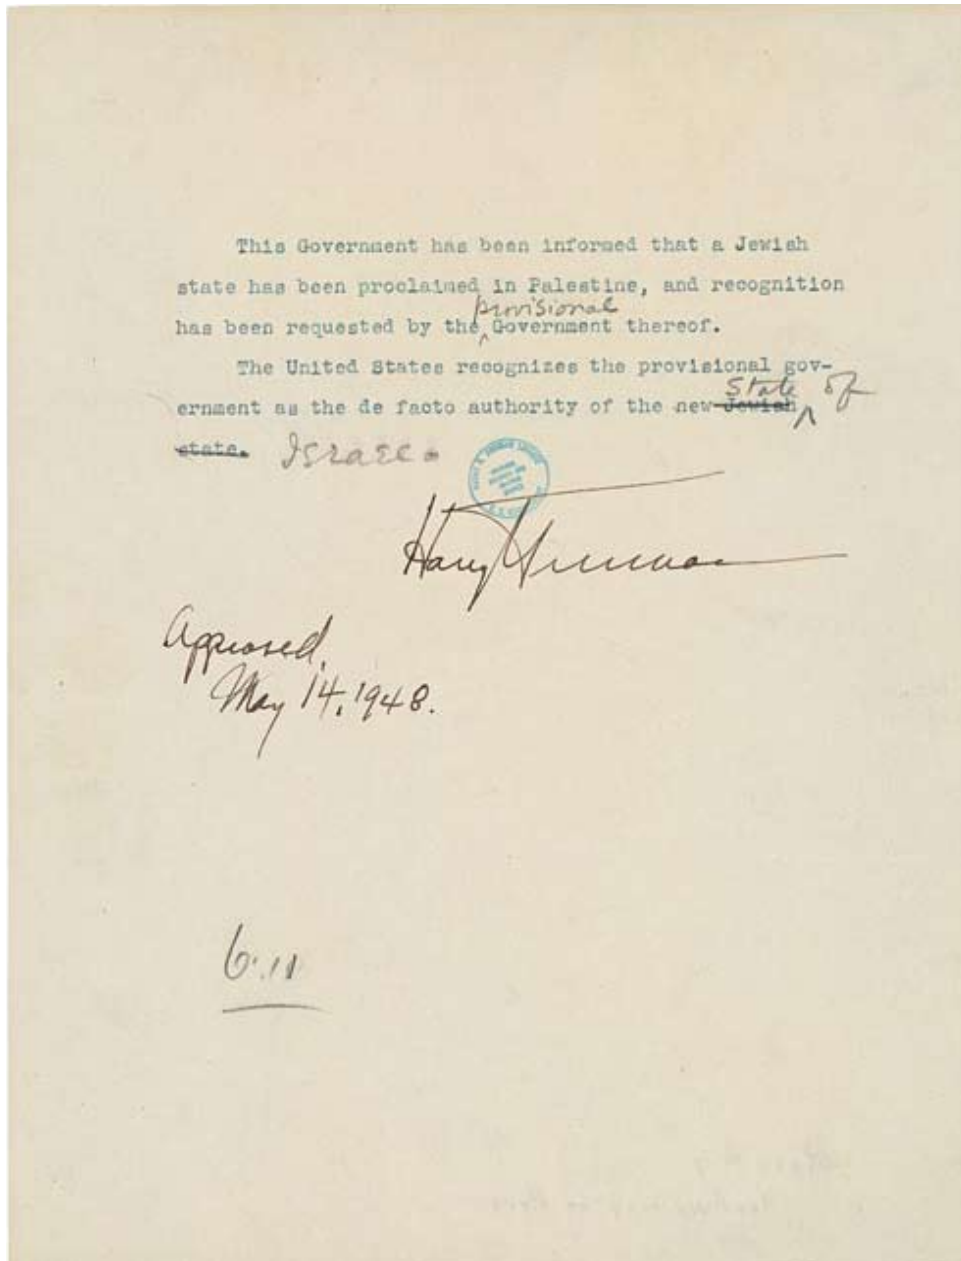 This Government has been informed that a Jewish
state has been proclaimed in Palestine, and recognition
provisional
has been requested by the Government thereof.
The United States recognizes the provisional gov-
State of
ernment as the de facto authority of the new Jewish
state. Israel.
Harry Truman
Approved,
May 14, 1948.
6.11